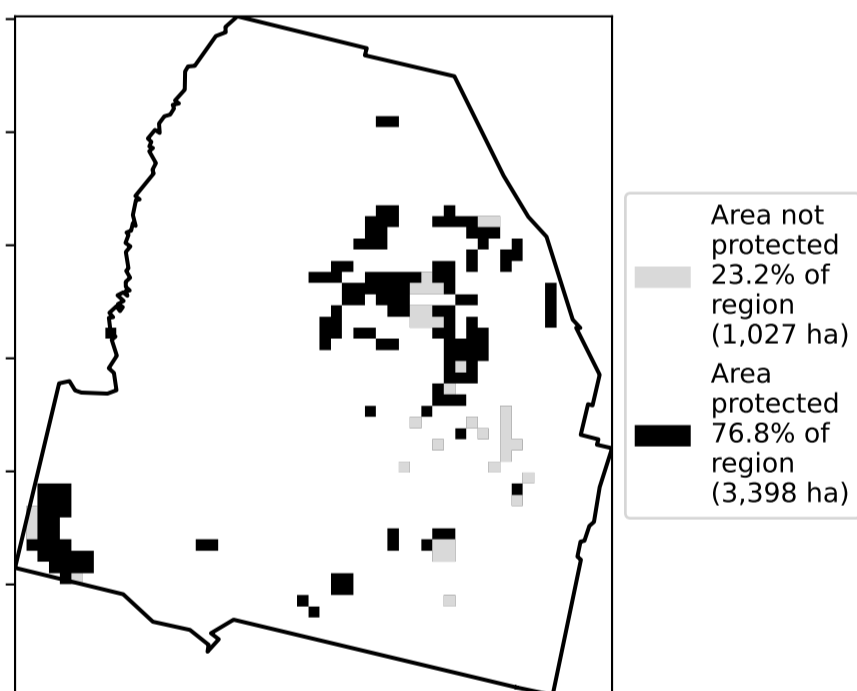 Area not
protected
23.2% of
region
(1,027 ha)
Area
protected
76.8% of
region
(3,398 ha)